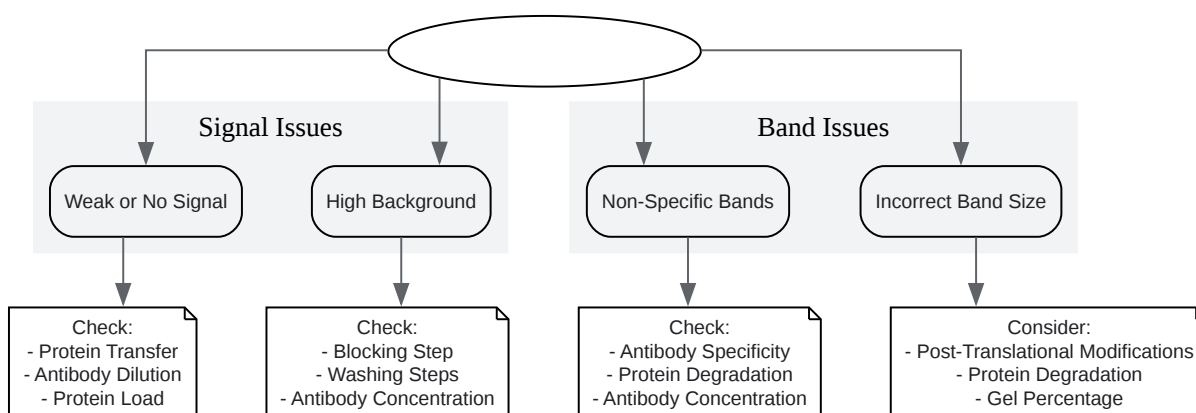 Signal Issues
Band Issues
Weak or No Signal
High Background
Non-Specific Bands
Incorrect Band Size
Check:
- Protein Transfer
- Antibody Dilution
- Protein Load
Check:
- Blocking Step
- Washing Steps
- Antibody Concentration
Check:
- Antibody Specificity
- Protein Degradation
- Antibody Concentration
Consider:
- Post-Translational Modifications
- Protein Degradation
- Gel Percentage